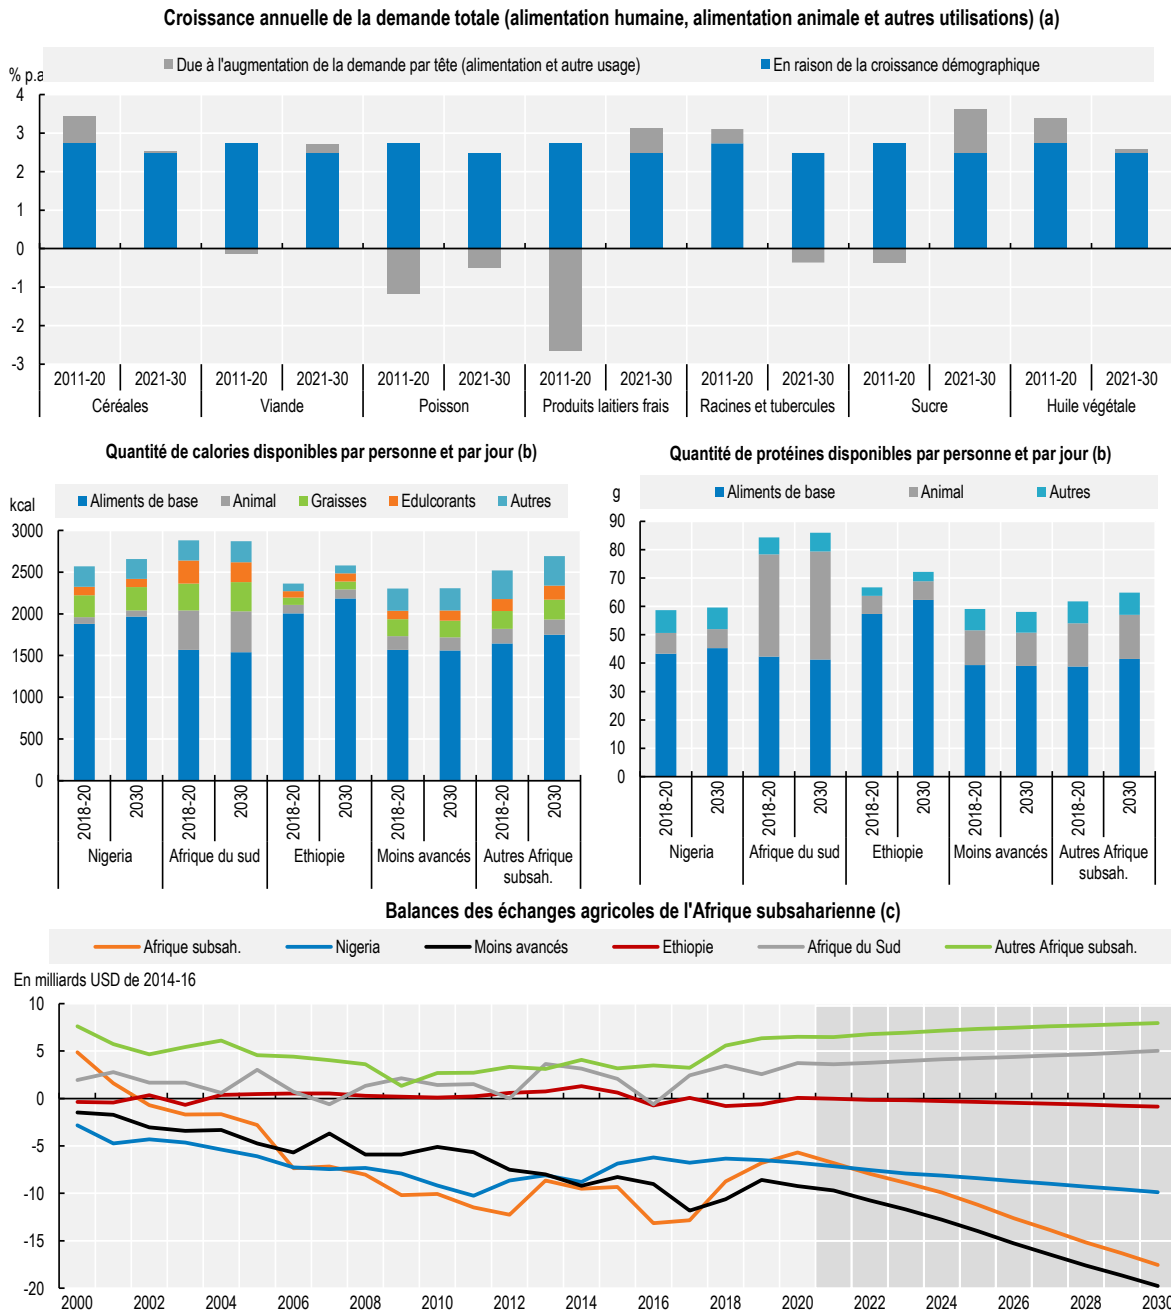 Croissance annuelle de la demande totale (alimentation humaine, alimentation animale et autres utilisations) (a)
Due à l'augmentation de la demande par tête (alimentation et autre usage)
En raison de la croissance démographique
% p.a
4
3
2
1
0
-1
-2
-3
2011-20 2021-30 2011-20 2021-30 2011-20 2021-30 2011-20 2021-30 2011-20 2021-30 2011-20 2021-30 2011-20 2021-30
Céréales Viande Poisson Produits laitiers frais Racines et tubercules Sucre Huile végétale
Quantité de calories disponibles par personne et par jour (b)
kcal
Aliments de base Animal Graisses Edulcorants Autres
3000
2500
2000
1500
1000
500
0
2018-20 2030 2018-20 2030 2018-20 2030 2018-20 2030 2018-20 2030
Nigeria Afrique du sud Ethiopie Moins avancés Autres Afrique
subsah.
Quantité de protéines disponibles par personne et par jour (b)
g
Aliments de base Animal Autres
90
80
70
60
50
40
30
20
10
0
2018-20 2030 2018-20 2030 2018-20 2030 2018-20 2030 2018-20 2030
Nigeria Afrique du sud Ethiopie Moins avancés Autres Afrique
subsah.
Balances des échanges agricoles de l'Afrique subsaharienne (c)
Afrique subsah. Nigeria Moins avancés Ethiopie Afrique du Sud Autres Afrique subsah.
En milliards USD de 2014-16
10
5
0
-5
-10
-15
-20
2000 2002 2004 2006 2008 2010 2012 2014 2016 2018 2020 2022 2024 2026 2028 2030